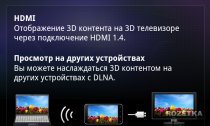 HDMI
Отображение 3D контента на 3D телевизоре
через подключение HDMI 1.4.
Просмотр на других устройствах
Вы можете наслаждаться 3D контентом на
других устройствах с DLNA.
ROZETKA